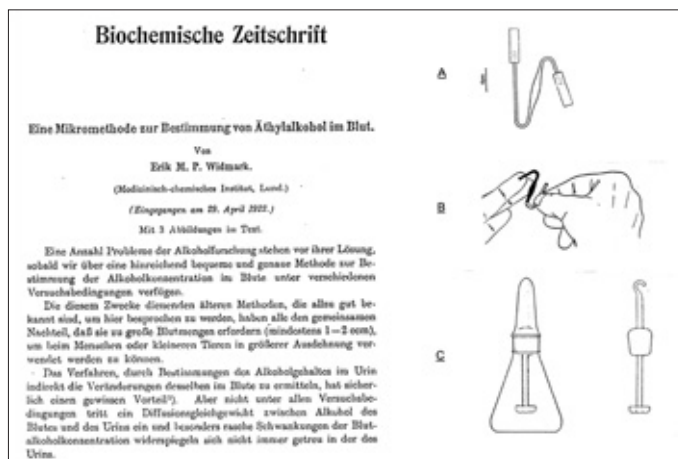 Biochemische Zeitschrift
Eine Mikromethode zur Bestimmung von Äthylalkohol im Blut.
Von
Erik M. P. Widmark.
(Medizinisch-chemisches Institut, Lund.)
(Eingegangen am 29. April 1922.)
Mit 3 Abbildungen im Text.
Eine Anzahl Probleme der Alkoholforschung stehen vor ihrer Lösung,
sobald wir über eine hinreichend bequeme und genaue Methode zur Be-
stimmung der Alkoholkonzentration im Blute unter verschiedenen
Versuchsbedingungen verfügen.
Die diesem Zwecke dienenden älteren Methoden, die alle gut be-
kannt sind, um hier besprochen zu werden, haben alle den gemeinsamen
Nachteil, daß sie zu große Blutmengen erfordern (mindestens 1—2 ccm),
um beim Menschen oder kleineren Tieren in größerer Ausdehnung ver-
wendet werden zu können.
Das Verfahren, durch Bestimmungen des Alkoholgehaltes im Urin
indirekt die Veränderungen desselben im Blute zu ermitteln, hat sicher-
lich einen gewissen Vorteil¹). Aber nicht unter allen Versuchsbe-
dingungen tritt ein Diffusionsgleichgewicht zwischen Alkohol des
Blutes und des Urins ein und besonders rasche Schwankungen der Blut-
alkoholkonzentration widerspiegeln sich nicht immer getreu in der des
Urins.
A
B
C